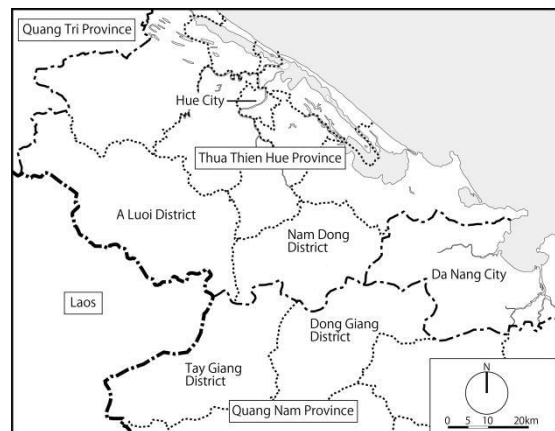 Quang Tri Province
Hue City
Thua Thien Hue Province
A Luoi District
Nam Dong
District
Da Nang City
Laos
Dong Giang
District
Tay Giang
District
Quang Nam Province
N
0 5 10 20km